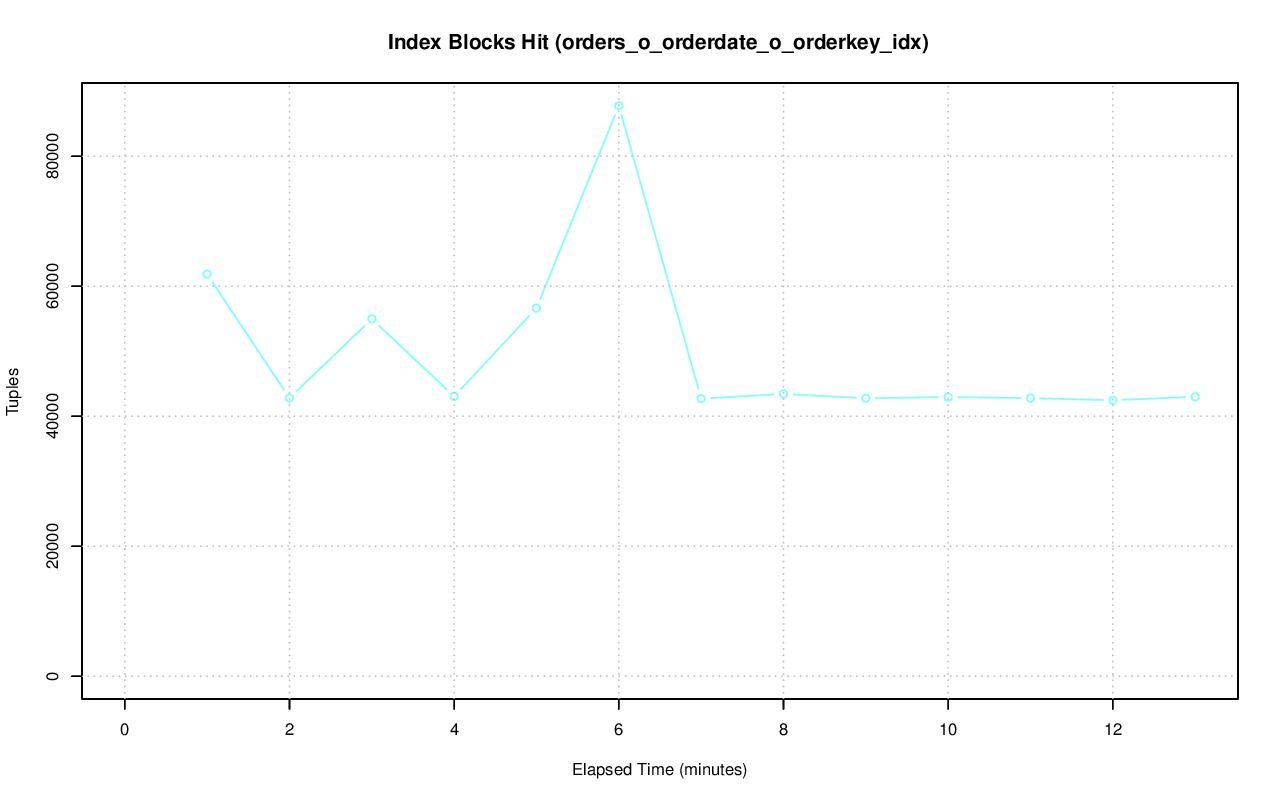 Index Blocks Hit (orders_o_orderdate_o_orderkey_idx)
Tuples
80000
60000
40000
20000
0
0 2 4 6 8 10 12
Elapsed Time (minutes)